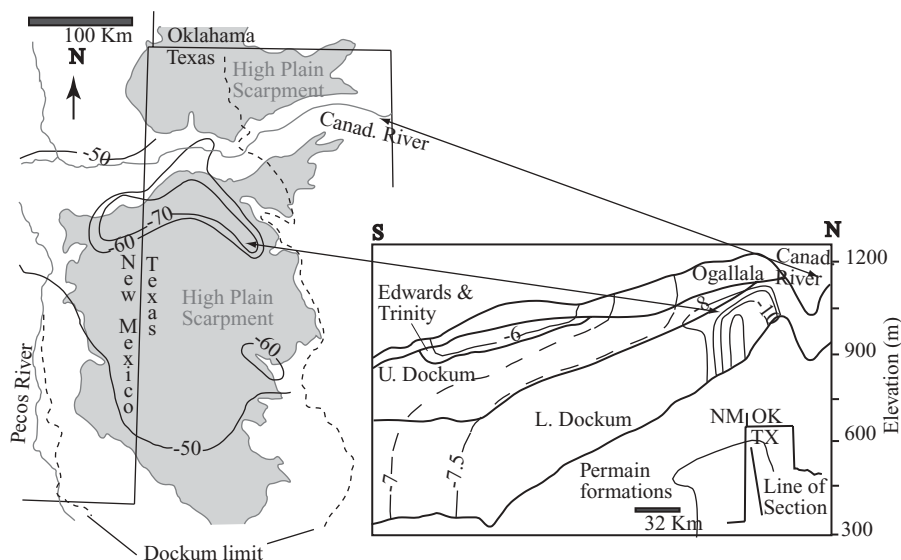 100 Km
N
Oklahoma
Texas
High Plain
Scarpment
Canad. River
-50
-70
-60
New Mexico
Texas
High Plain
Scarpment
-60
Pecos River
-50
Dockum limit
S
N
Canad.
River
1200
Ogallala
Edwards &
Trinity
-8
-11
-6
900
U. Dockum
Elevation (m)
L. Dockum
NM
OK
TX
600
-7
-7.5
Permain
formations
Line of
Section
32 Km
300